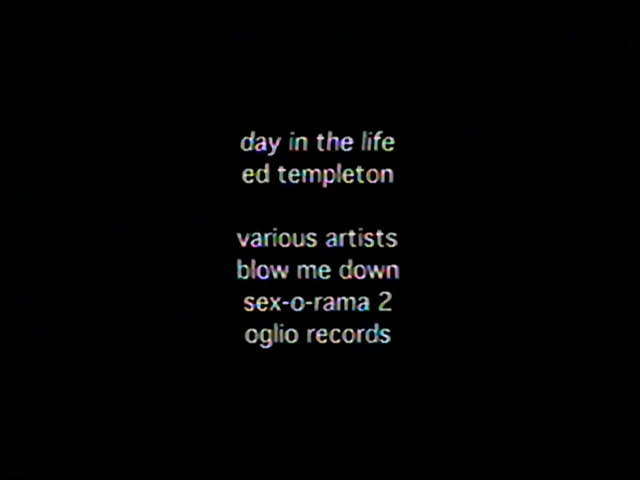 day in the life
ed templeton
various artists
blow me down
sex-o-rama 2
oglio records